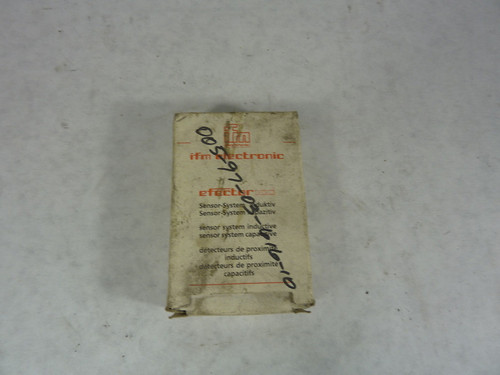 ifm
ifm electronic
efector
Sensor-System induktiv
Sensor-System kapazitiv
sensor system inductive
sensor system capacitive
détecteurs de proximité
inductifs
détecteurs de proximité
capacitifs